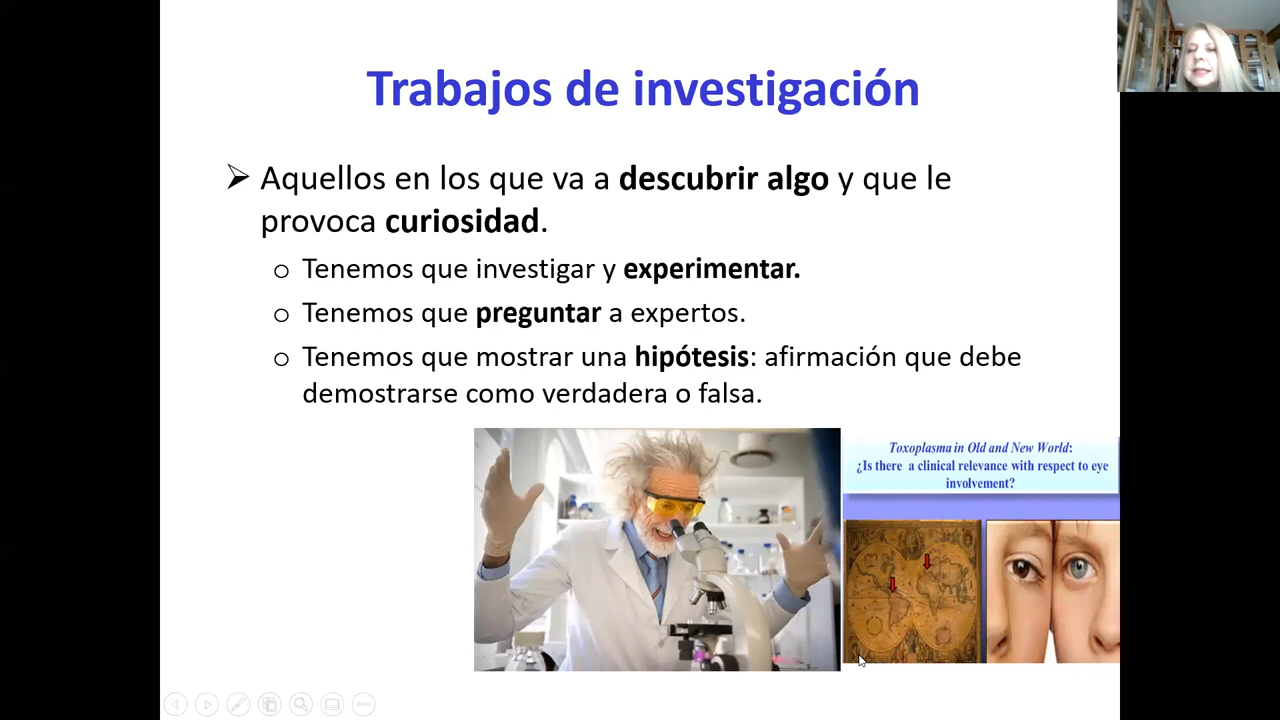 Trabajos de investigación
➢ Aquellos en los que va a descubrir algo y que le
provoca curiosidad.
o Tenemos que investigar y experimentar.
o Tenemos que preguntar a expertos.
o Tenemos que mostrar una hipótesis: afirmación que debe
demostrarse como verdadera o falsa.
Toxoplasma in Old and New World:
¿Is there a clinical relevance with respect to eye
involvement?